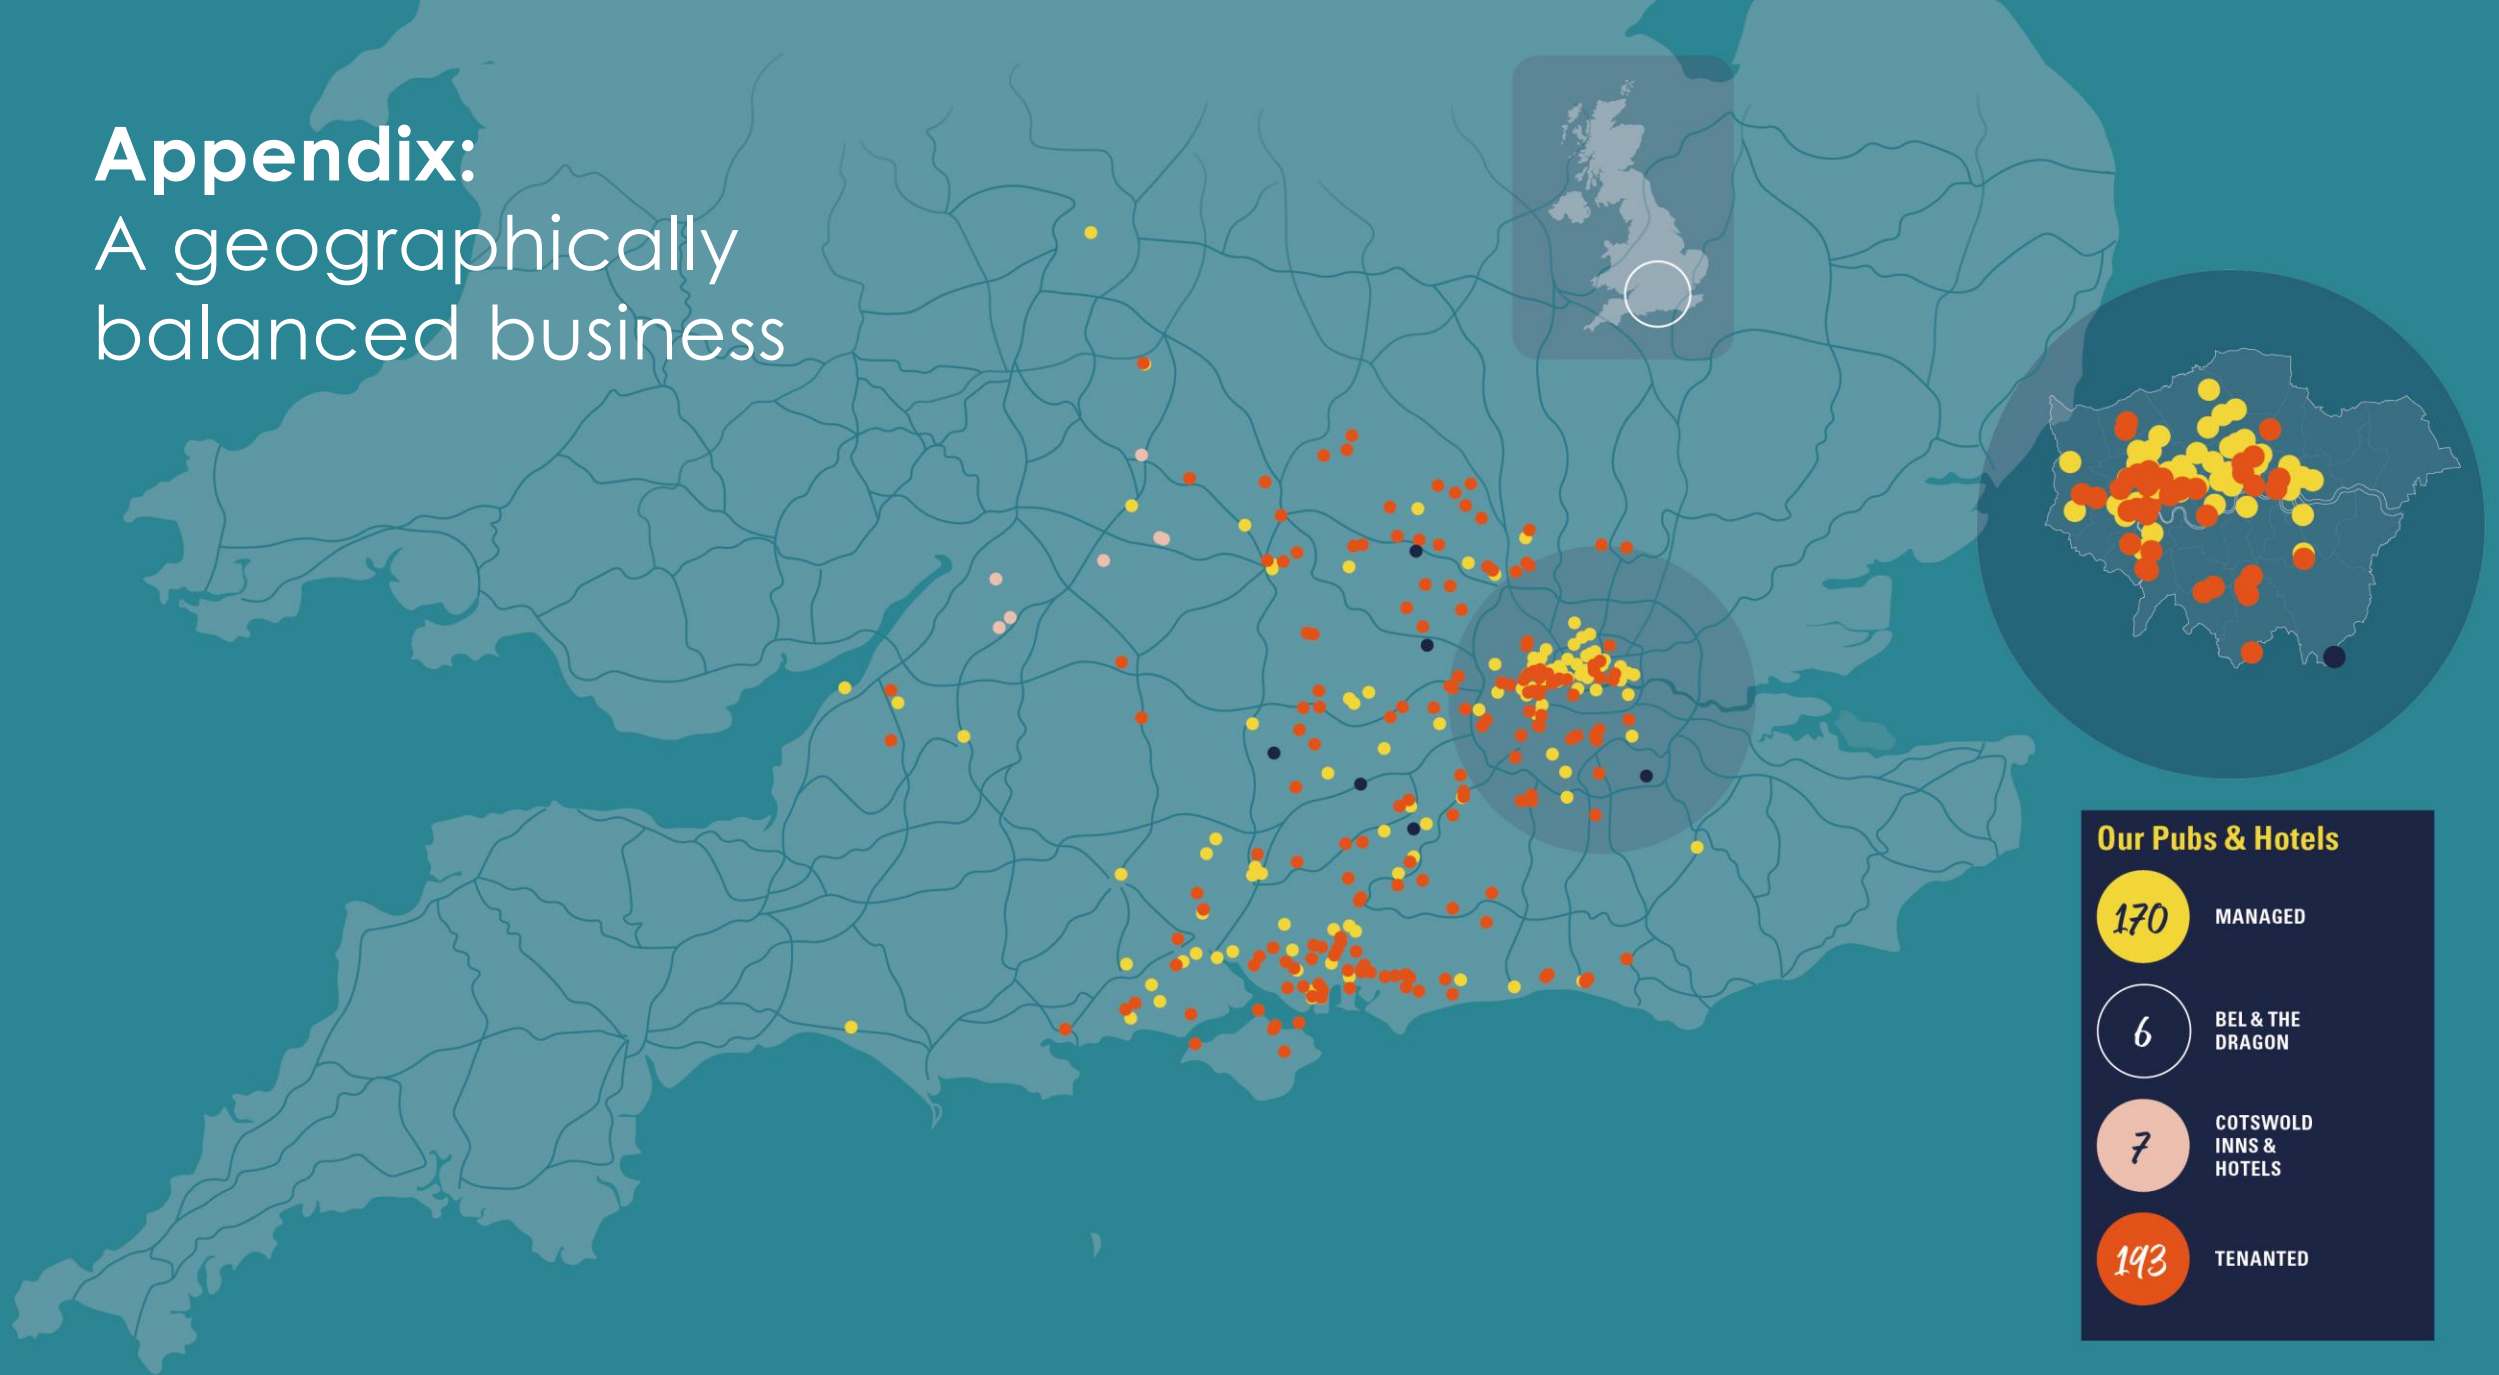 Appendix:
A geographically
balanced business
Our Pubs & Hotels
170
MANAGED
6
BEL & THE
DRAGON
7
COTSWOLD
INNS &
HOTELS
193
TENANTED